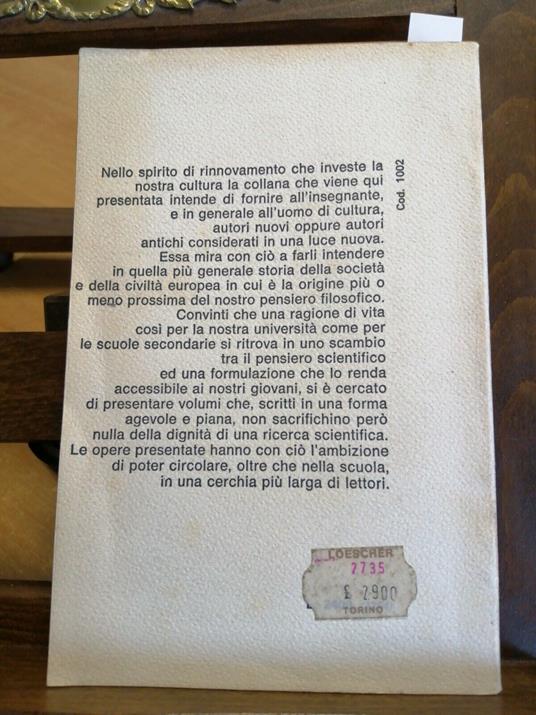 Nello spirito di rinnovamento che investe la
nostra cultura la collana che viene qui
presentata intende di fornire all'insegnante,
e in generale all'uomo di cultura,
autori nuovi oppure autori
antichi considerati in una luce nuova.
Essa mira con ciò a farli intendere
in quella più generale storia della società
e della civiltà europea in cui è la origine più o
meno prossima del nostro pensiero filosofico.
Convinti che una ragione di vita
così per la nostra università come per
le scuole secondarie si ritrova in uno scambio
tra il pensiero scientifico
ed una formulazione che lo renda
accessibile ai nostri giovani, si è cercato
di presentare volumi che, scritti in una forma
agevole e piana, non sacrifichino però
nulla della dignità di una ricerca scientifica.
Le opere presentate hanno con ciò l'ambizione
di poter circolare, oltre che nella scuola,
in una cerchia più larga di lettori.
Cod. 1002
LOESCHER
7735
£ 2900
TORINO